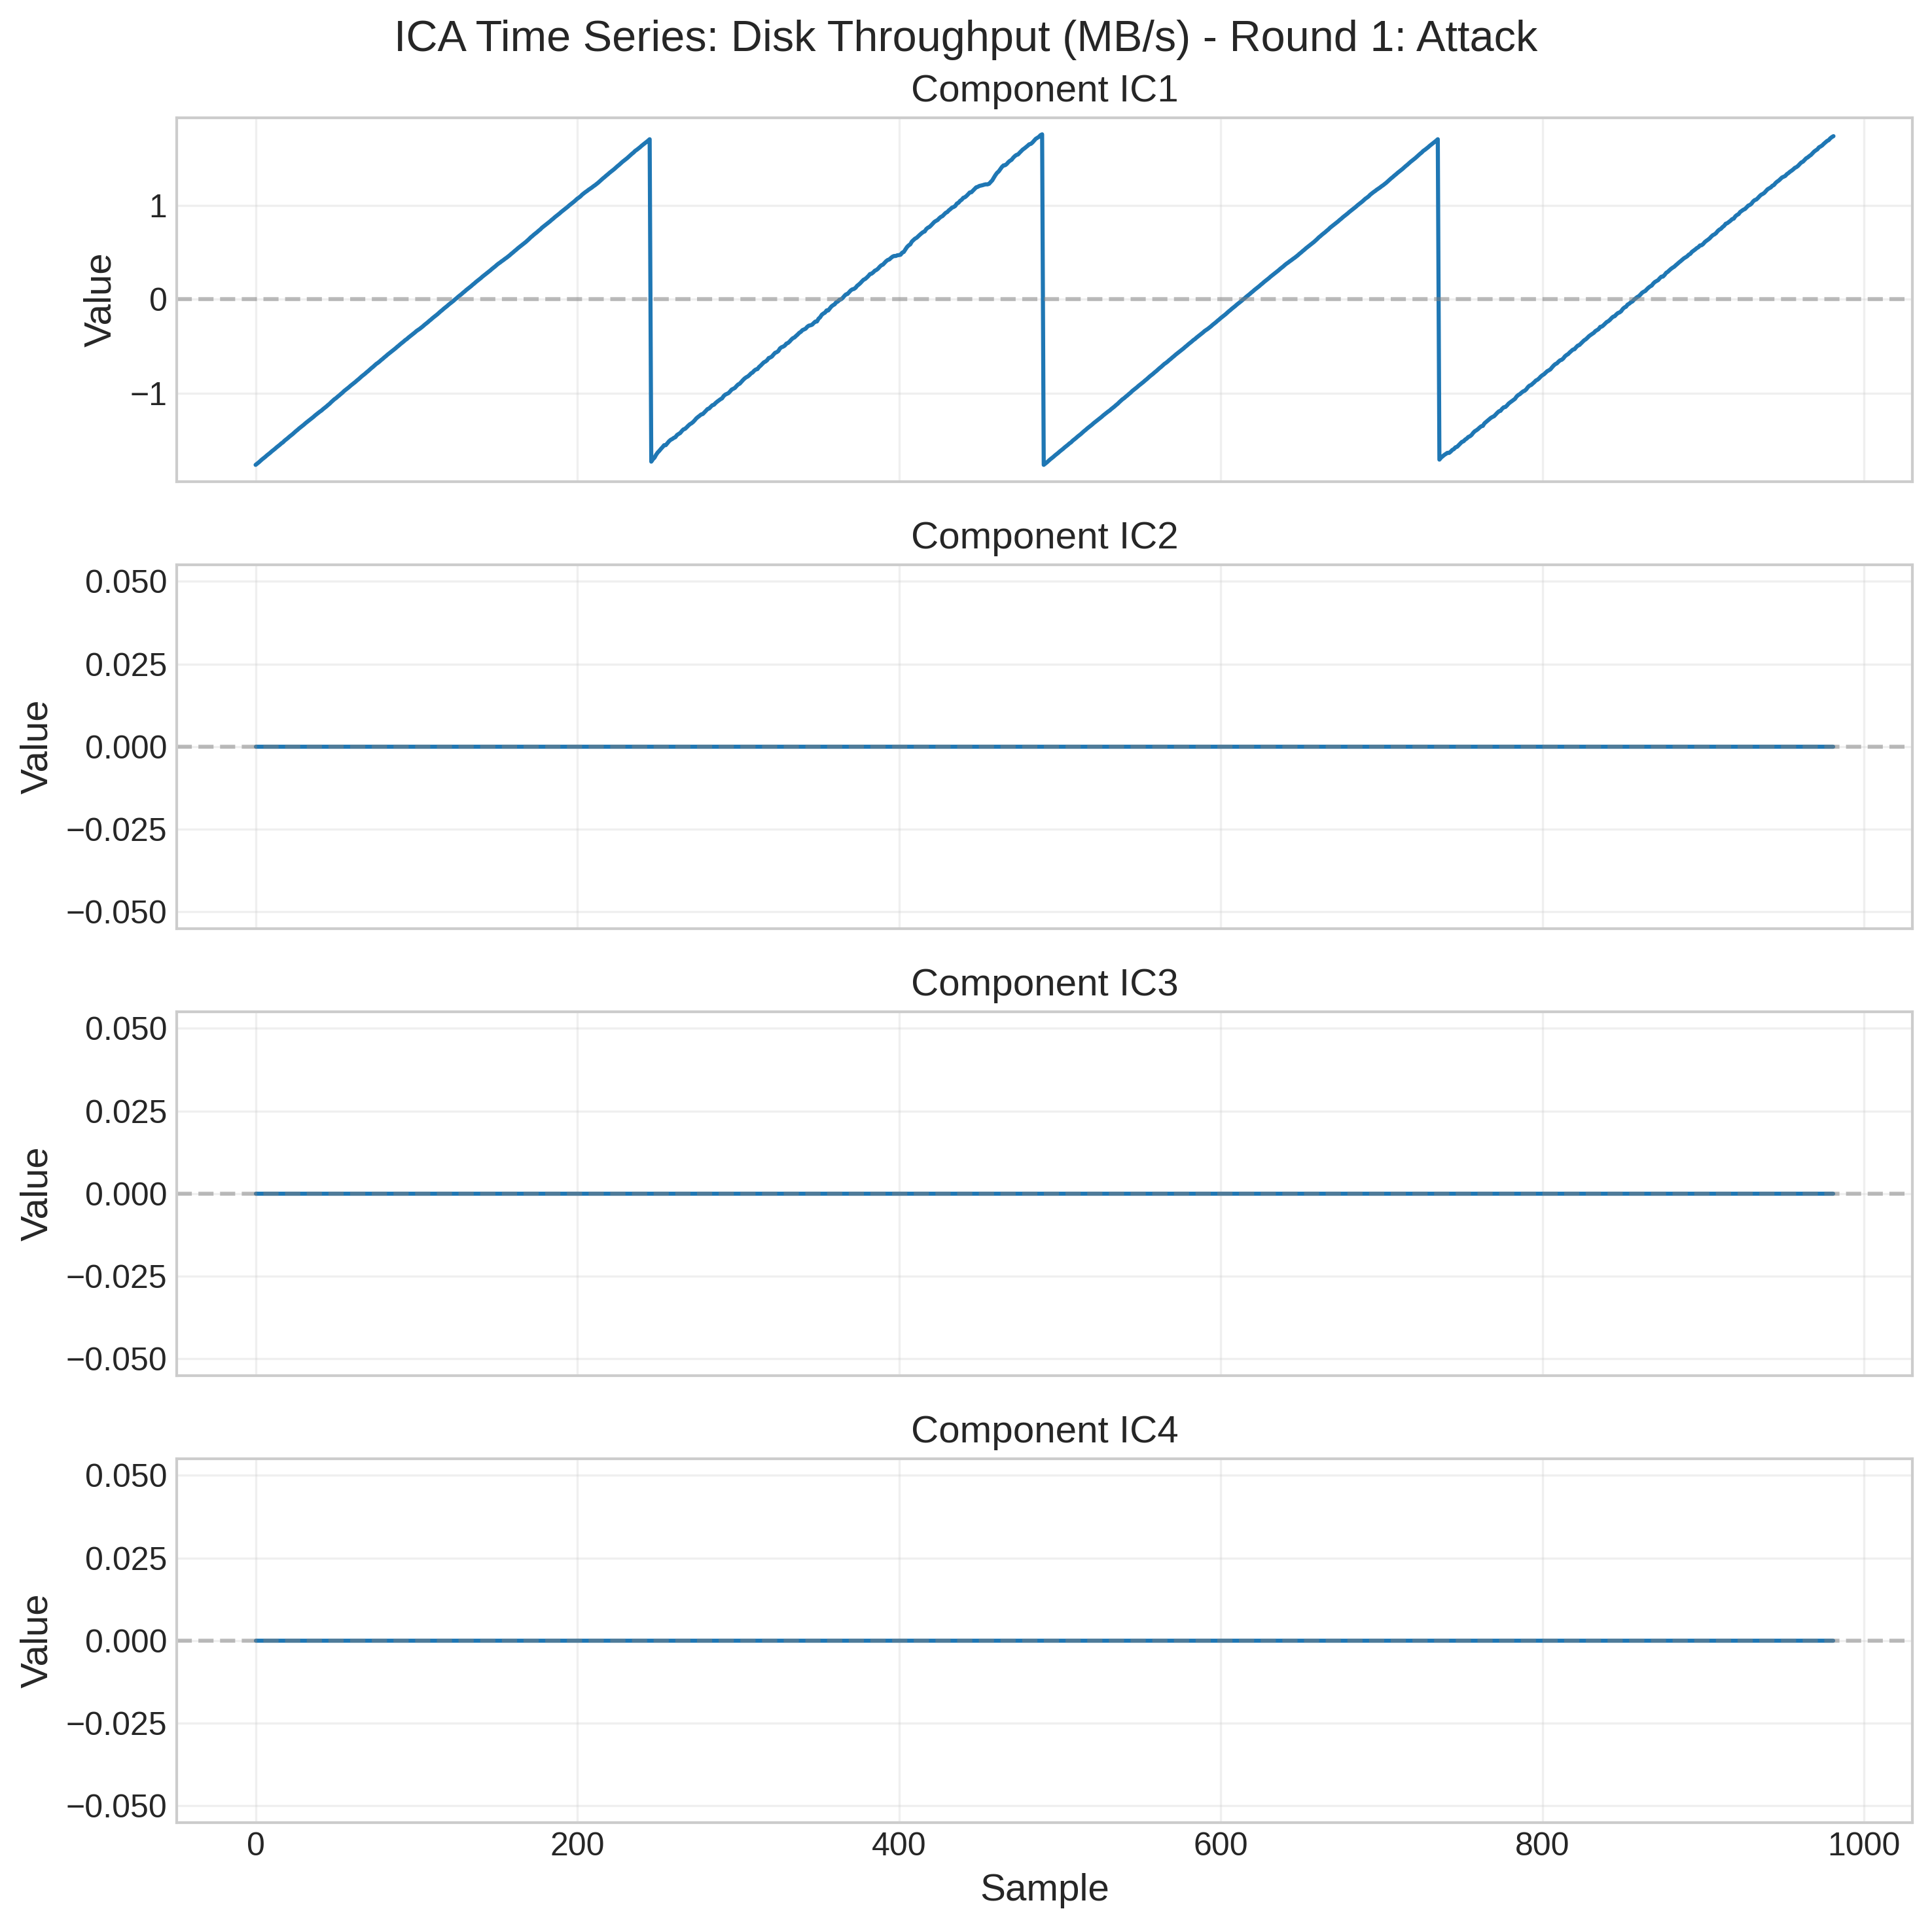 ICA Time Series: Disk Throughput (MB/s) - Round 1: Attack
Component IC1
Value
1
0
−1
Component IC2
Value
0.050
0.025
0.000
−0.025
−0.050
Component IC3
Value
0.050
0.025
0.000
−0.025
−0.050
Component IC4
Value
0.050
0.025
0.000
−0.025
−0.050
0 200 400 600 800 1000
Sample